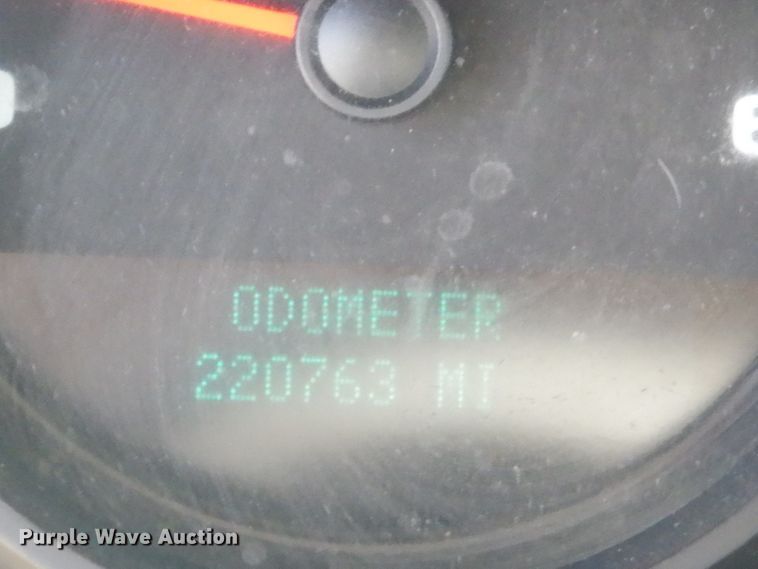 ODOMETER
220763 MI
Purple Wave Auction